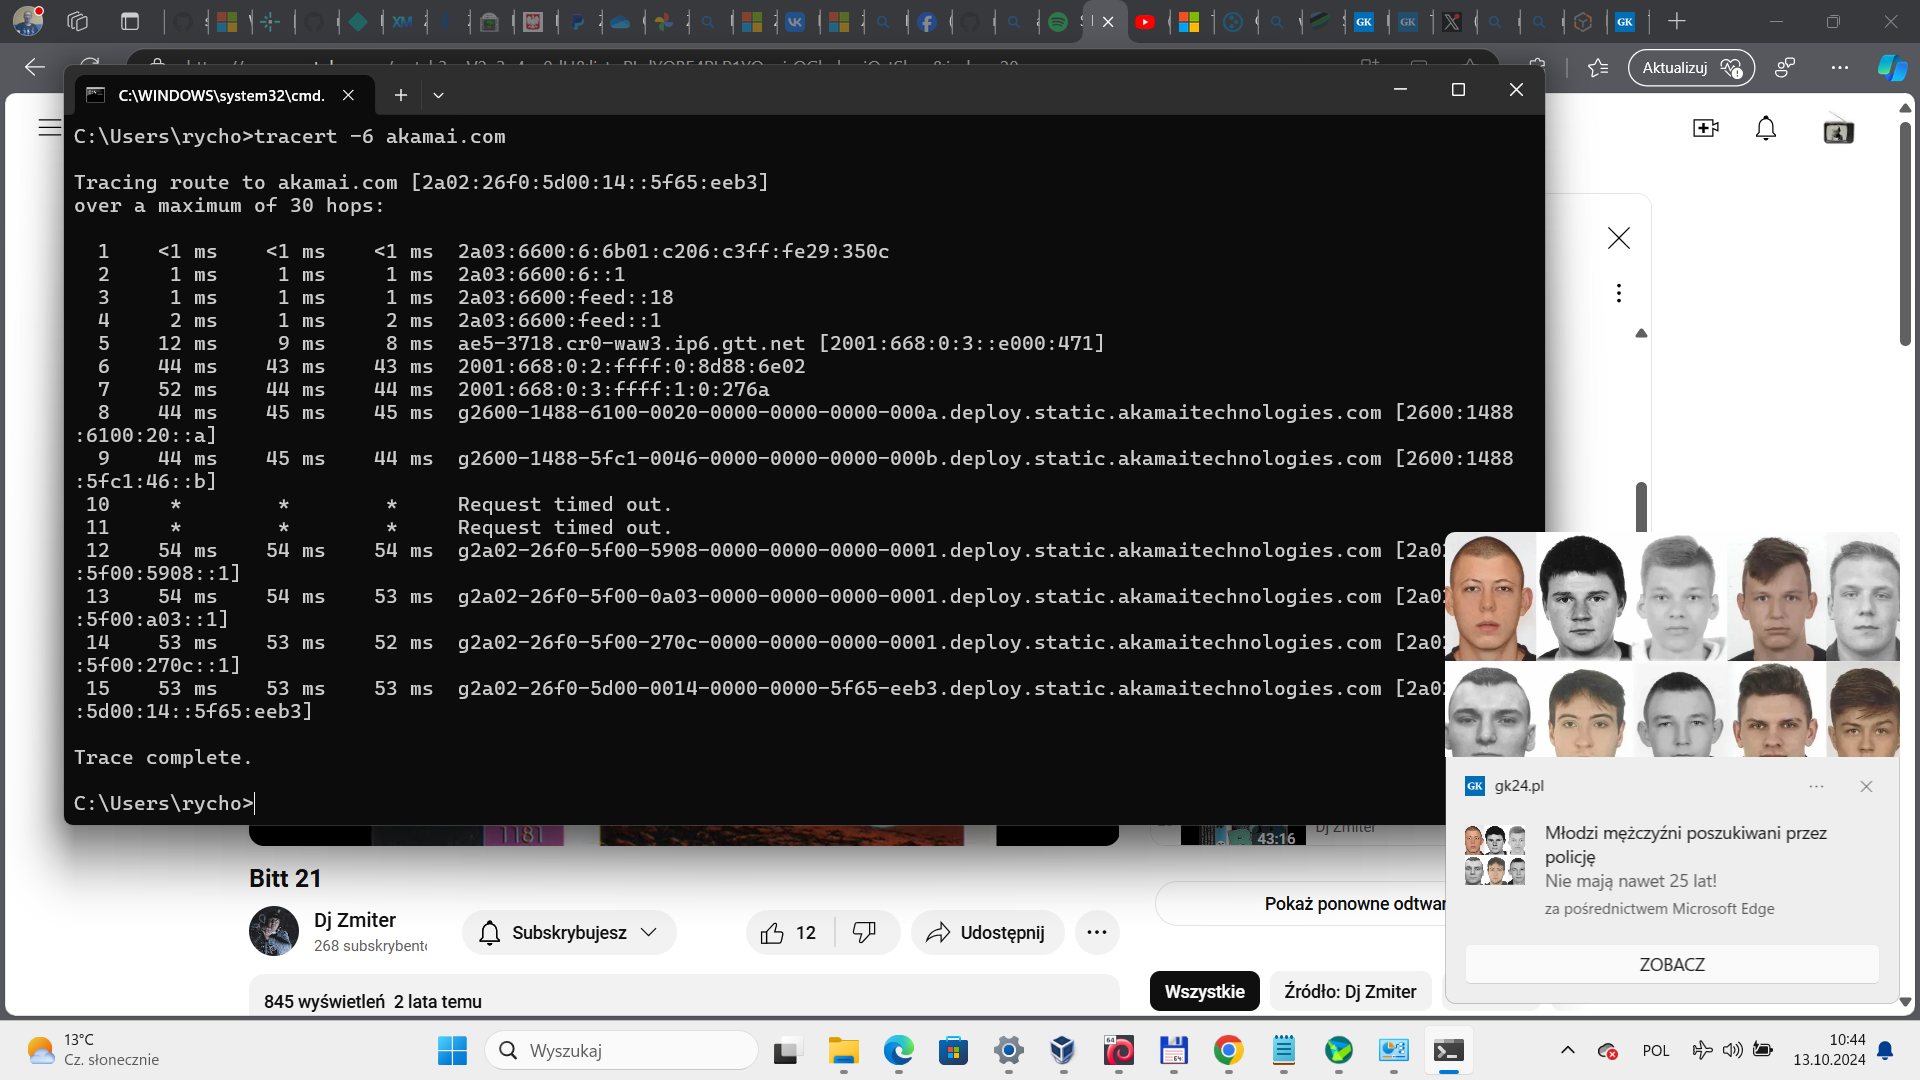 Aktualizuj
C:\WINDOWS\system32\cmd.
C:\Users\rycho>tracert -6 akamai.com
Tracing route to akamai.com [2a02:26f0:5d00:14::5f65:eeb3]
over a maximum of 30 hops:
1 <1 ms <1 ms <1 ms 2a03:6600:6:6b01:c206:c3ff:fe29:350c
2 1 ms 1 ms 1 ms 2a03:6600:6::1
3 1 ms 1 ms 1 ms 2a03:6600:feed::18
4 2 ms 1 ms 2 ms 2a03:6600:feed::1
5 12 ms 9 ms 8 ms ae5-3718.cr0-waw3.ip6.gtt.net [2001:668:0:3::e000:471]
6 44 ms 43 ms 43 ms 2001:668:0:2:ffff:0:8d88:6e02
7 52 ms 44 ms 44 ms 2001:668:0:3:ffff:1:0:276a
8 44 ms 45 ms 45 ms g2600-1488-6100-0020-0000-0000-0000-000a.deploy.static.akamaitechnologies.com [2600:1488
:6100:20::a]
9 44 ms 45 ms 44 ms g2600-1488-5fc1-0046-0000-0000-0000-000b.deploy.static.akamaitechnologies.com [2600:1488
:5fc1:46::b]
10 * * * Request timed out.
11 * * * Request timed out.
12 54 ms 54 ms 54 ms g2a02-26f0-5f00-5908-0000-0000-0000-0001.deploy.static.akamaitechnologies.com [2a0
:5f00:5908::1]
13 54 ms 54 ms 53 ms g2a02-26f0-5f00-0a03-0000-0000-0000-0001.deploy.static.akamaitechnologies.com [2a0
:5f00:a03::1]
14 53 ms 53 ms 52 ms g2a02-26f0-5f00-270c-0000-0000-0000-0001.deploy.static.akamaitechnologies.com [2a0
:5f00:270c::1]
15 53 ms 53 ms 53 ms g2a02-26f0-5d00-0014-0000-0000-5f65-eeb3.deploy.static.akamaitechnologies.com [2a0
:5d00:14::5f65:eeb3]
Trace complete.
C:\Users\rycho>
1181
43:16
Dj Zmiter
Bitt 21
Dj Zmiter
268 subskrybent
Subskrybujesz
12
Udostępnij
845 wyświetleń 2 lata temu
Pokaż ponowne odtwar
Wszystkie
Źródło: Dj Zmiter
GK gk24.pl
Młodzi mężczyźni poszukiwani przez
policję
Nie mają nawet 25 lat!
za pośrednictwem Microsoft Edge
ZOBACZ
13°C
Cz. słonecznie
Wyszukaj
POL
10:44
13.10.2024